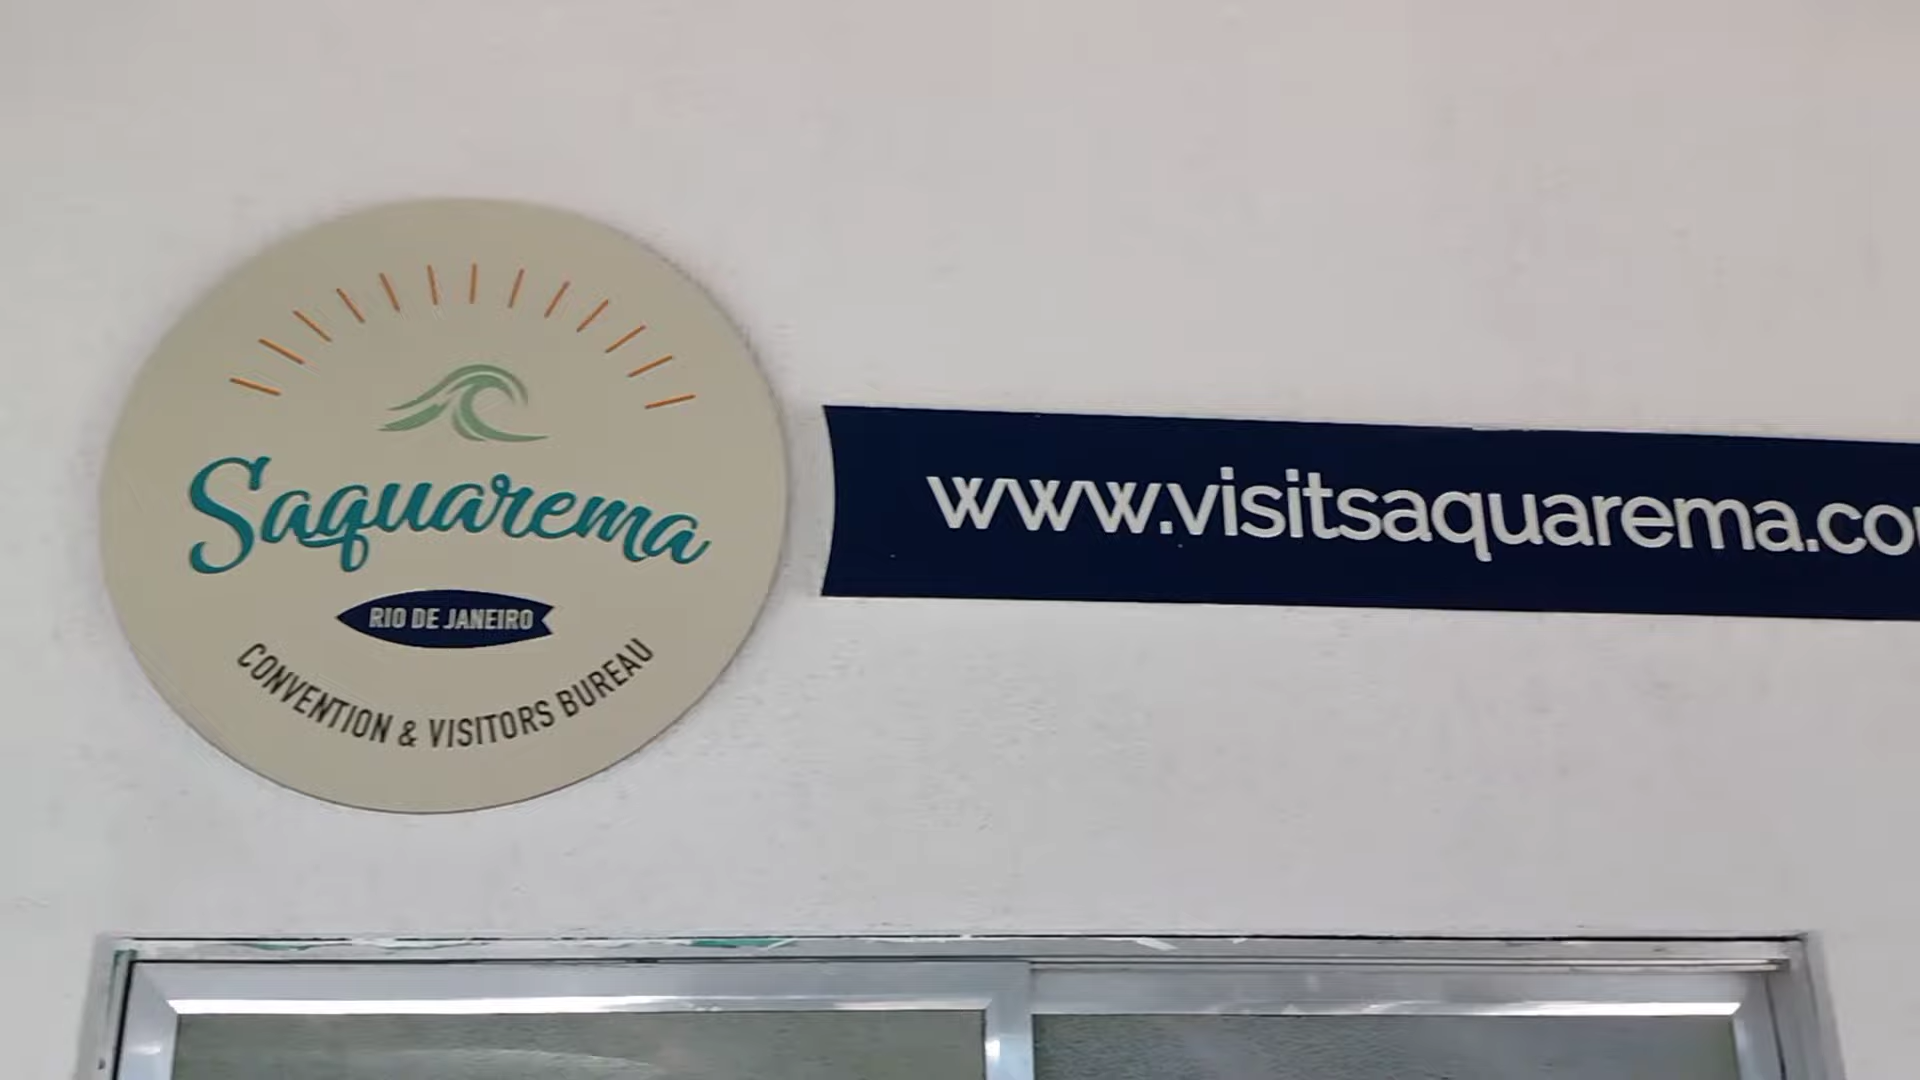 Saquarema
RIO DE JANEIRO
CONVENTION & VISITORS BUREAU
www.visitsaquarema.co